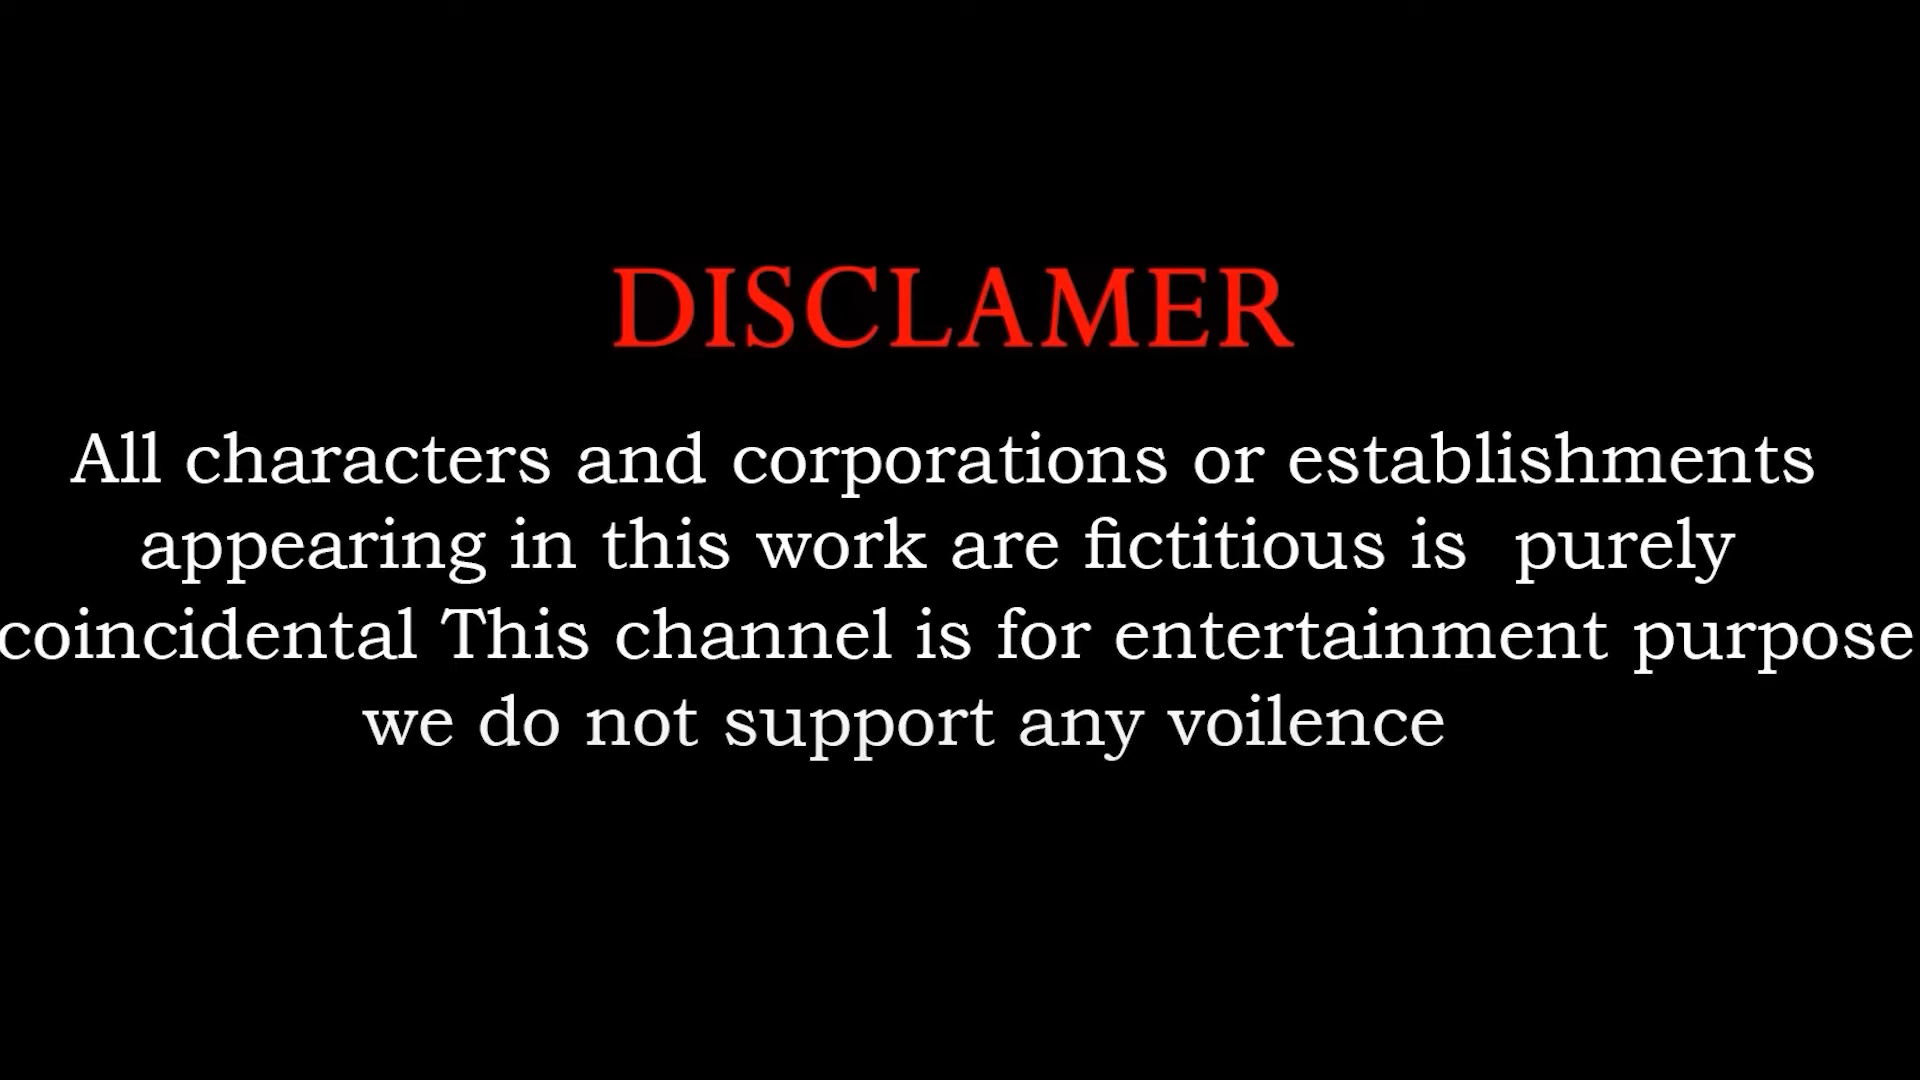 DISCLAMER
All characters and corporations or establishments
appearing in this work are fictitious is purely
coincidental This channel is for entertainment purpose
we do not support any voilence